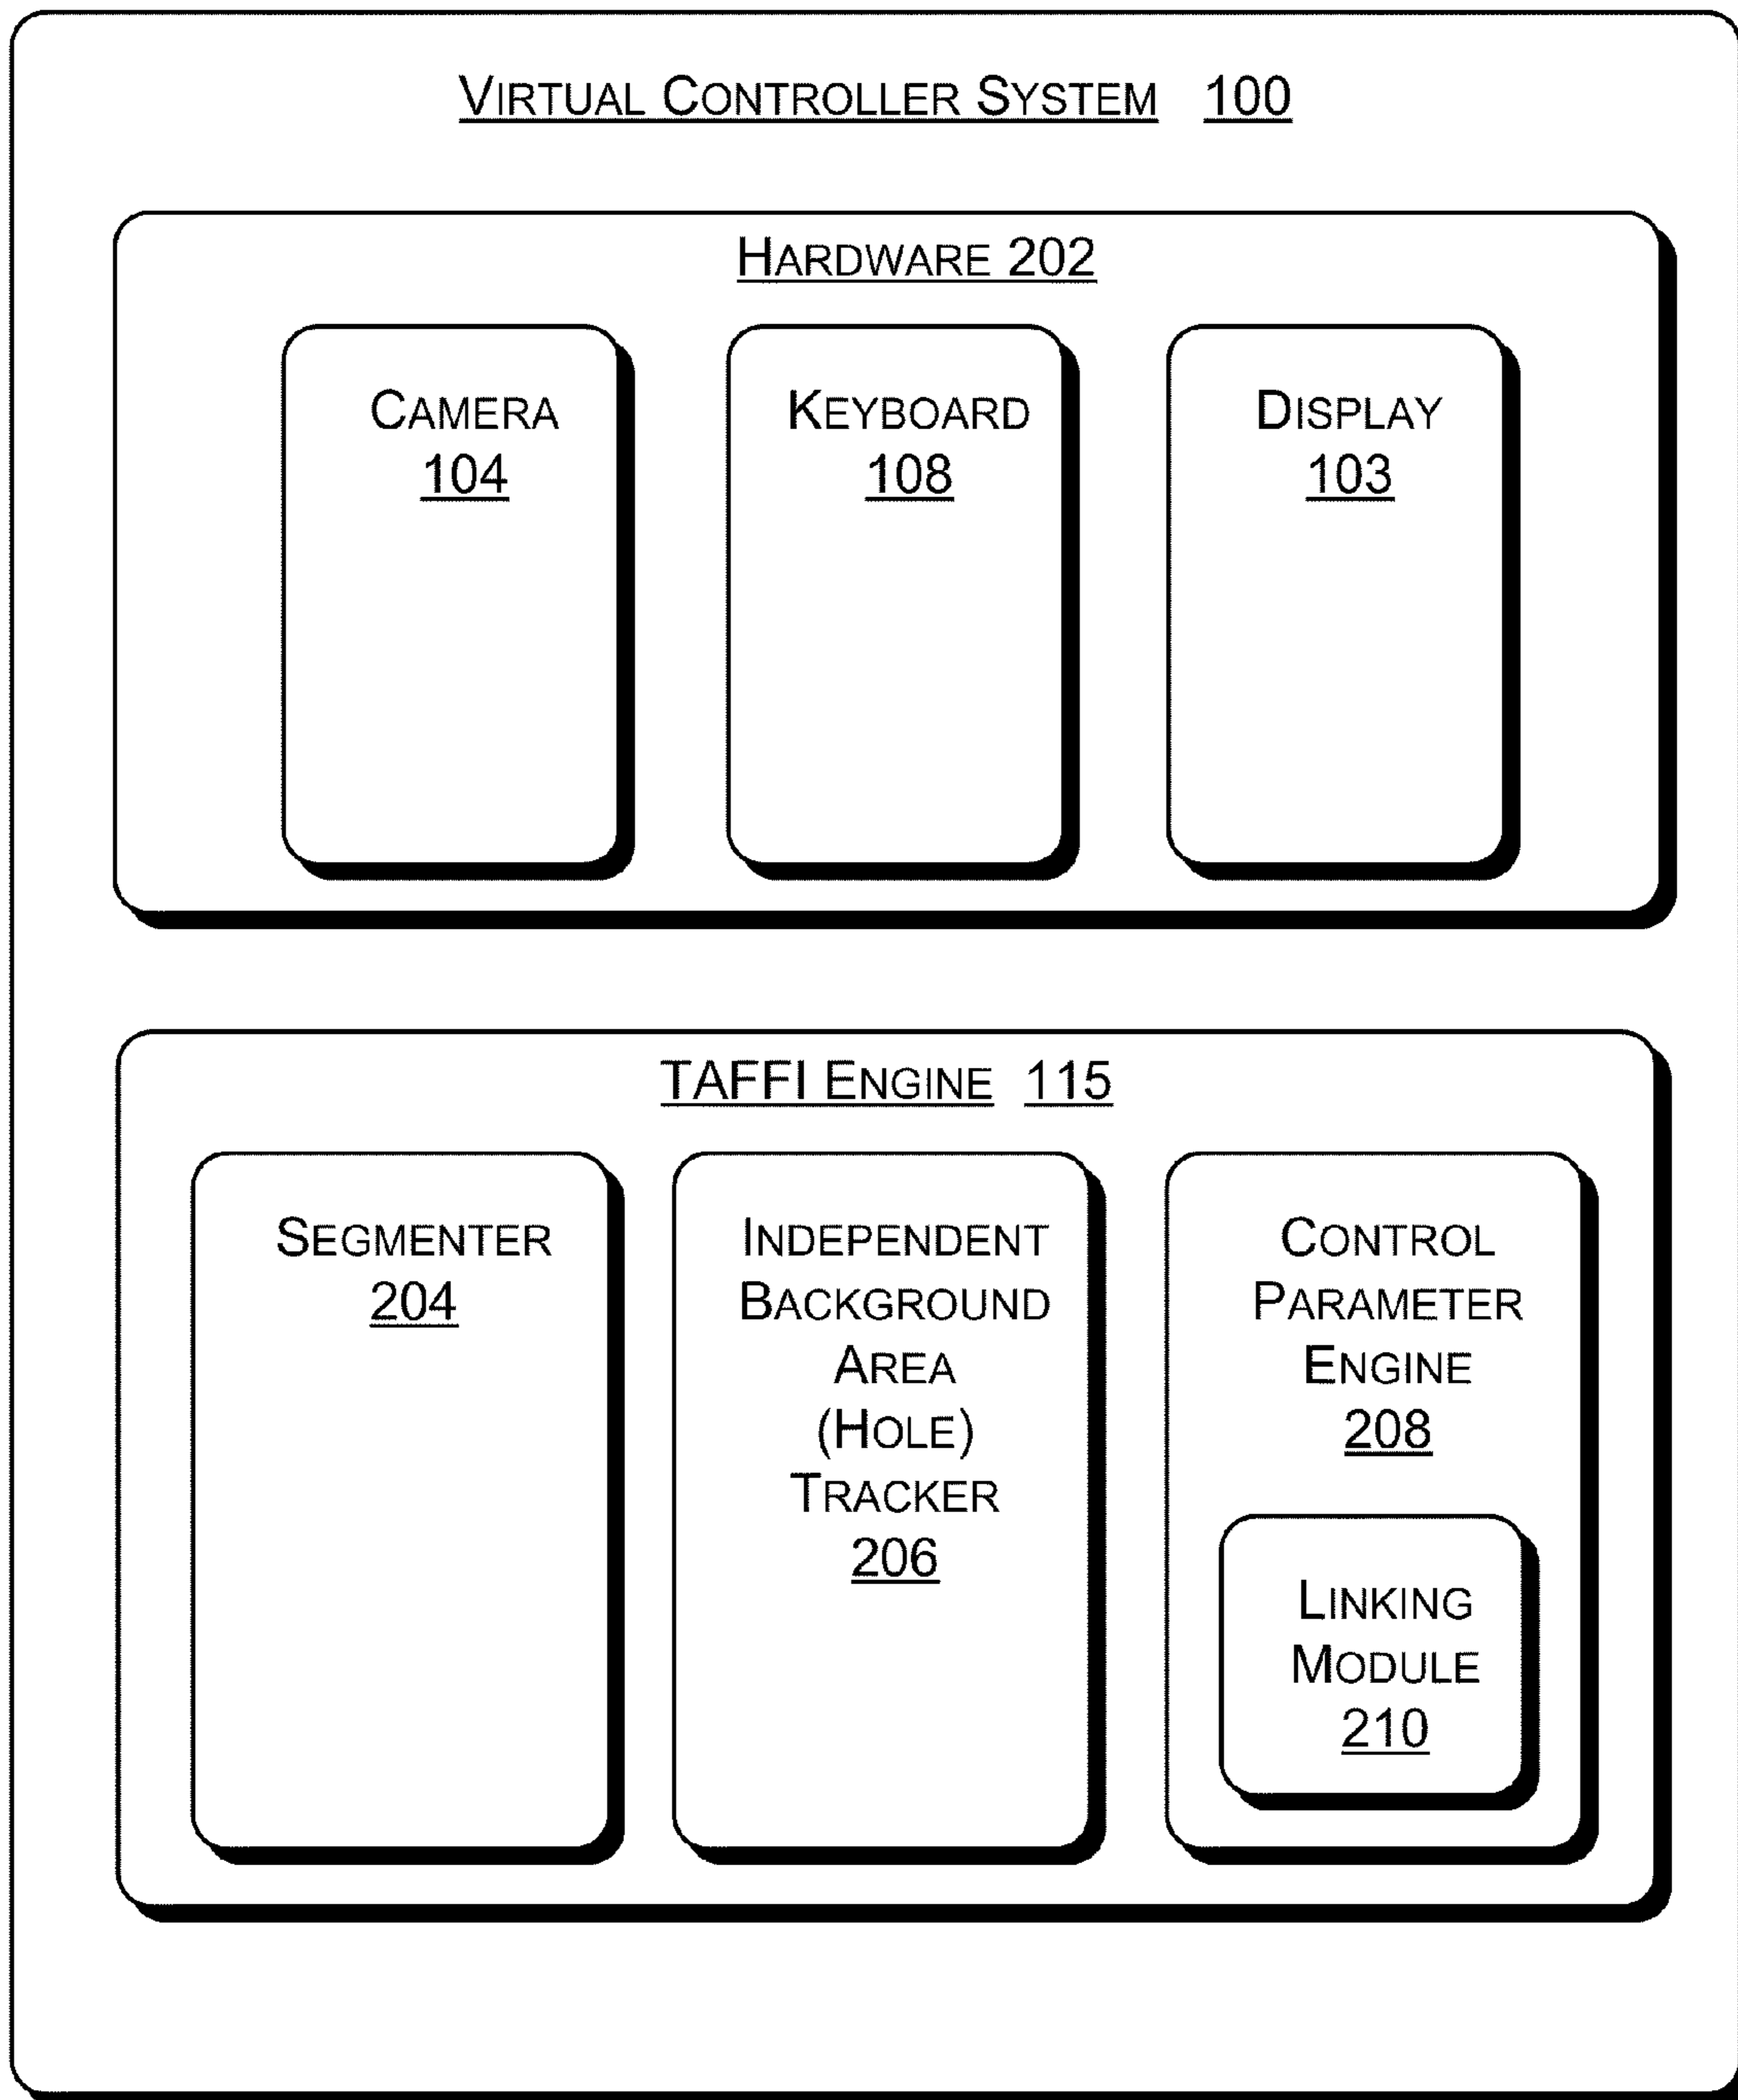 VIRTUAL CONTROLLER SYSTEM 100
HARDWARE 202
CAMERA
104
KEYBOARD
108
DISPLAY
103
TAFFI ENGINE 115
SEGMENTER
204
INDEPENDENT
BACKGROUND
AREA
(HOLE)
TRACKER
206
CONTROL
PARAMETER
ENGINE
208
LINKING
MODULE
210